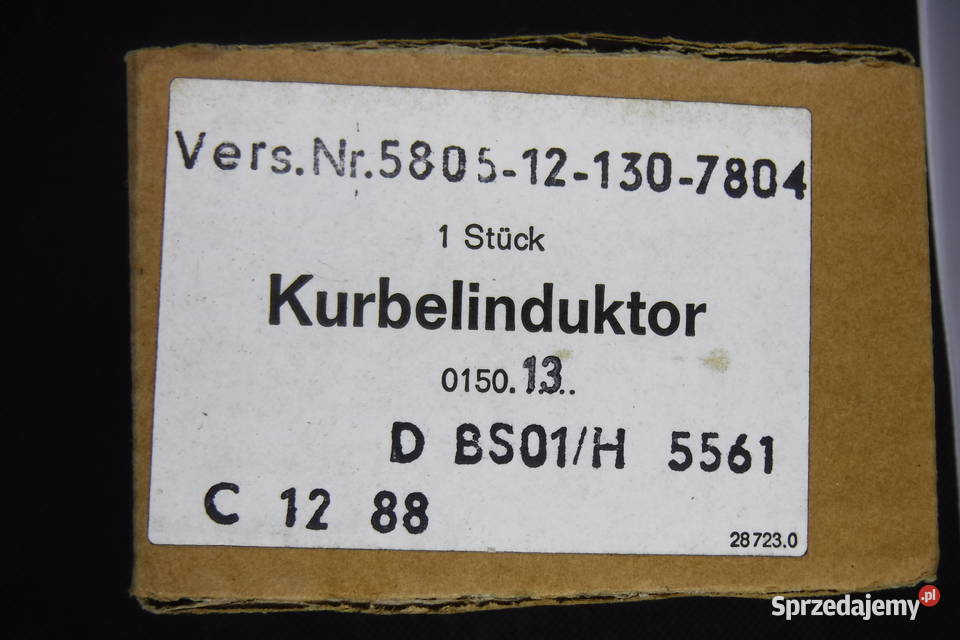 Vers.Nr.5805-12-130-7804
1 Stück
Kurbelinduktor
0150.13..
D BS01/H 5561
C 12 88
28723.0
Sprzedajemy.pl